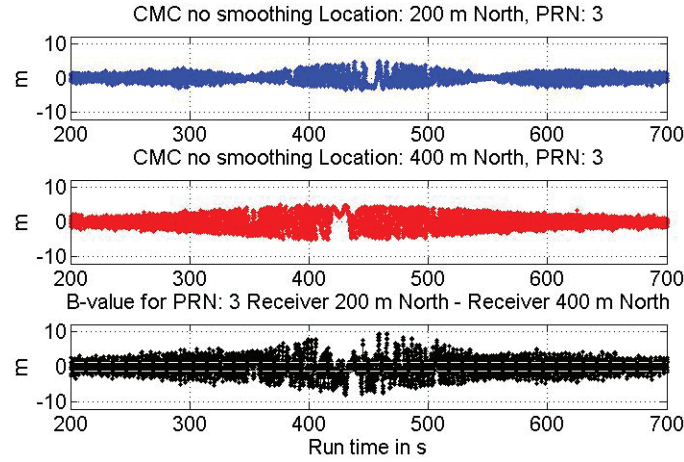 CMC no smoothing Location: 200 m North, PRN: 3
10
0
-10
m
200 300 400 500 600 700
CMC no smoothing Location: 400 m North, PRN: 3
10
0
-10
m
200 300 400 500 600 700
B-value for PRN: 3 Receiver 200 m North - Receiver 400 m North
10
0
-10
m
200 300 400 500 600 700
Run time in s